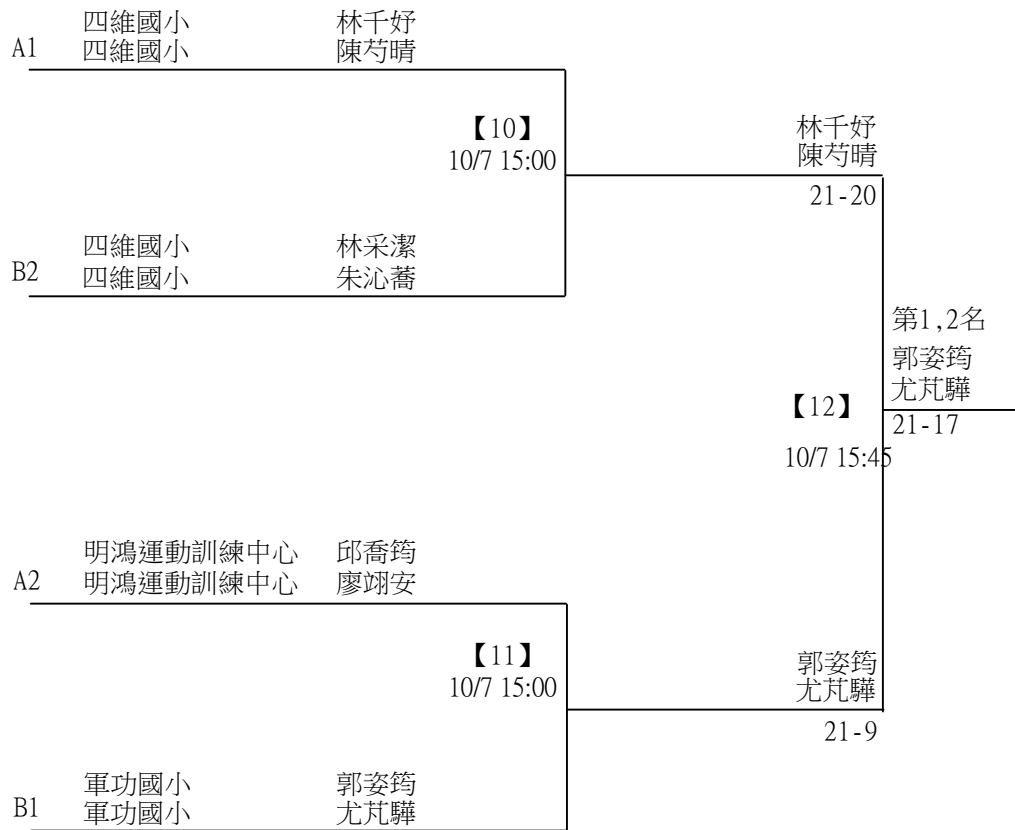 四維國小 林千妤
A1 四維國小 陳芍晴
【10】
10/7 15:00
林千妤
陳芍晴
21-20
四維國小 林采潔
B2 四維國小 朱沁蕎
第1,2名
郭姿筠
尤芃驊
【12】
21-17
10/7 15:45
明鴻運動訓練中心 邱喬筠
A2 明鴻運動訓練中心 廖翊安
【11】
10/7 15:00
郭姿筠
尤芃驊
21-9
軍功國小 郭姿筠
B1 軍功國小 尤芃驊